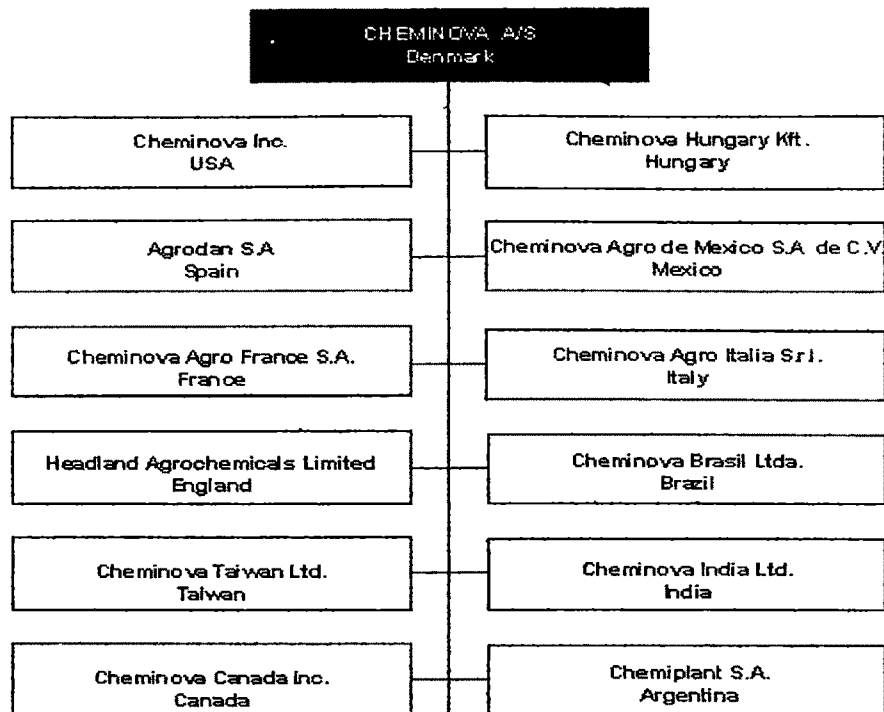 CHEMINOVA A/S
Denmark
Cheminova Inc.
USA
Cheminova Hungary Kft.
Hungary
Agrodan S.A
Spain
Cheminova Agro de Mexico S.A. de C.V
Mexico
Cheminova Agro France S.A.
France
Cheminova Agro Italia S.r.l.
Italy
Headland Agrochemicals Limited
England
Cheminova Brasil Ltda.
Brazil
Cheminova Taiwan Ltd.
Taiwan
Cheminova India Ltd.
India
Cheminova Canada Inc.
Canada
Chemiplant S.A.
Argentina